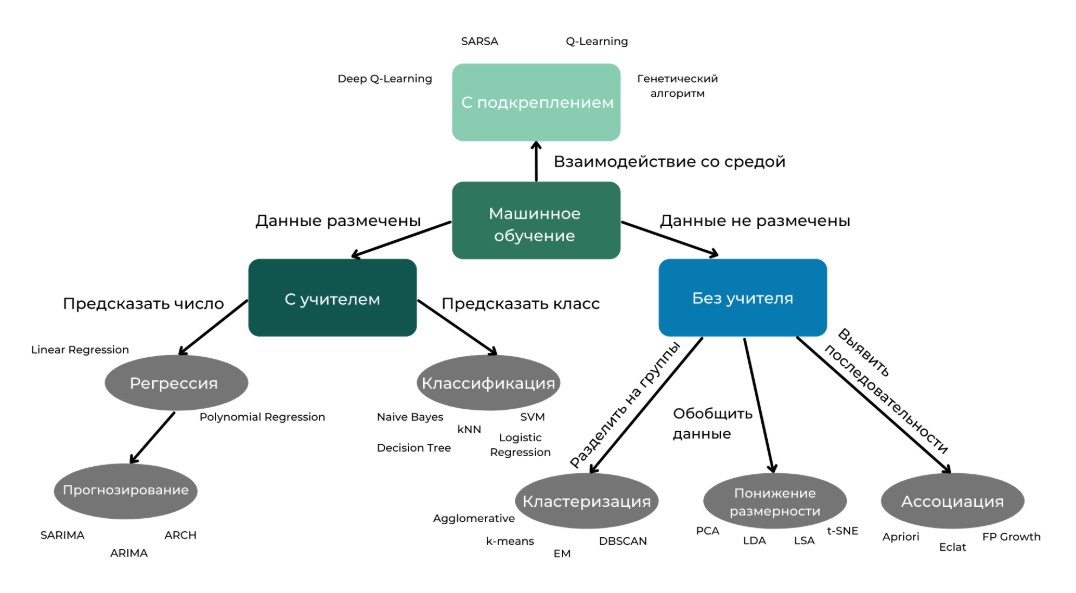 SARSA
Q-Learning
Deep Q-Learning
Генетический
алгоритм
С подкреплением
Взаимодействие со средой
Машинное
обучение
Данные размечены
Данные не размечены
С учителем
Без учителя
Предсказать число
Предсказать класс
Linear Regression
Регрессия
Polynomial Regression
Классификация
Naive Bayes
SVM
kNN
Decision Tree
Logistic
Regression
Разделить на группы
Обобщить
данные
Выявить
последовательности
Прогнозирование
SARIMA
ARCH
ARIMA
Кластеризация
Agglomerative
k-means
EM
DBSCAN
Понижение
размерности
PCA
LDA
LSA
t-SNE
Ассоциация
Apriori
Eclat
FP Growth